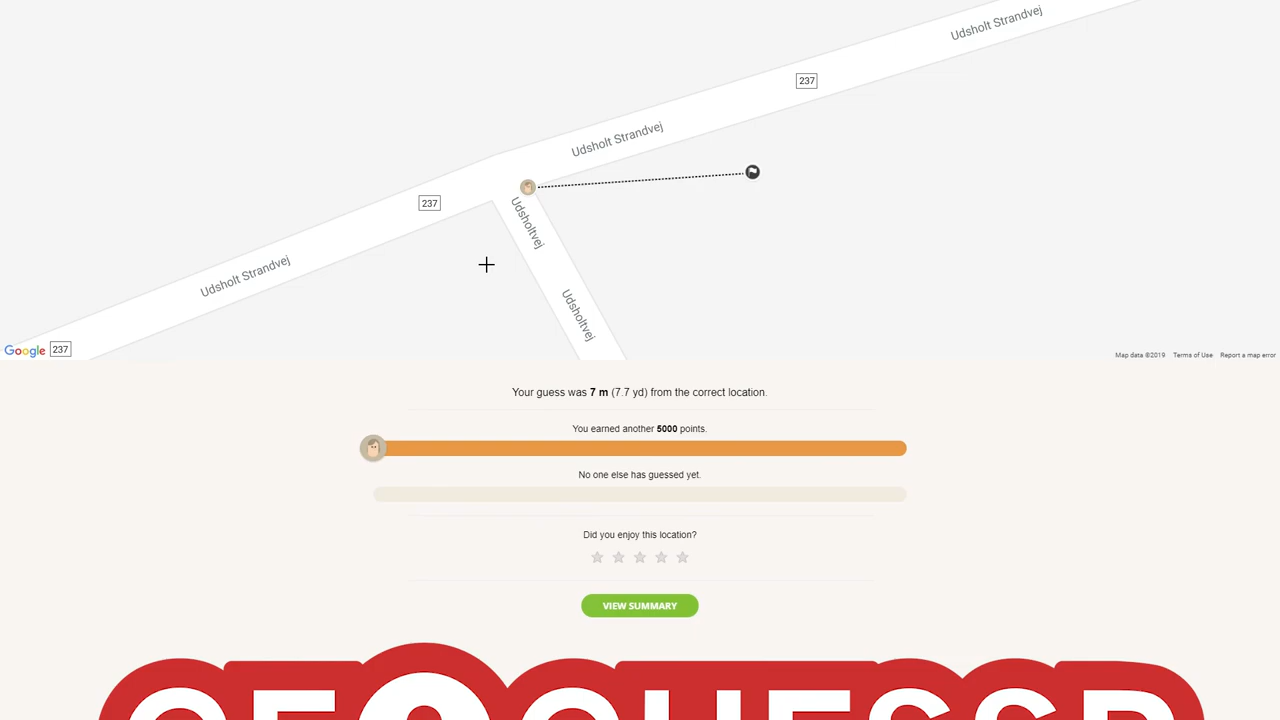 Udsholt Strandvej
237
Udsholt Strandvej
237
Udsholtvej
Udsholt Strandvej
Udsholtvej
Google
237
Map data ©2019 Terms of Use Report a map error
Your guess was 7 m (7.7 yd) from the correct location.
You earned another 5000 points.
No one else has guessed yet.
Did you enjoy this location?
VIEW SUMMARY
GEOGUESSR